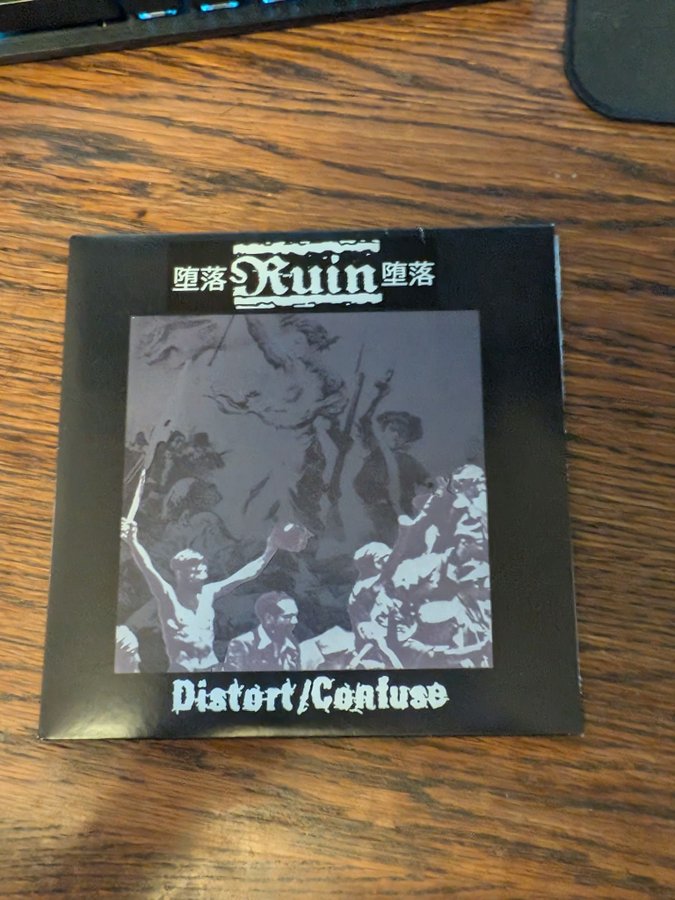 堕落 Ruin 堕落
Distort/Confuse